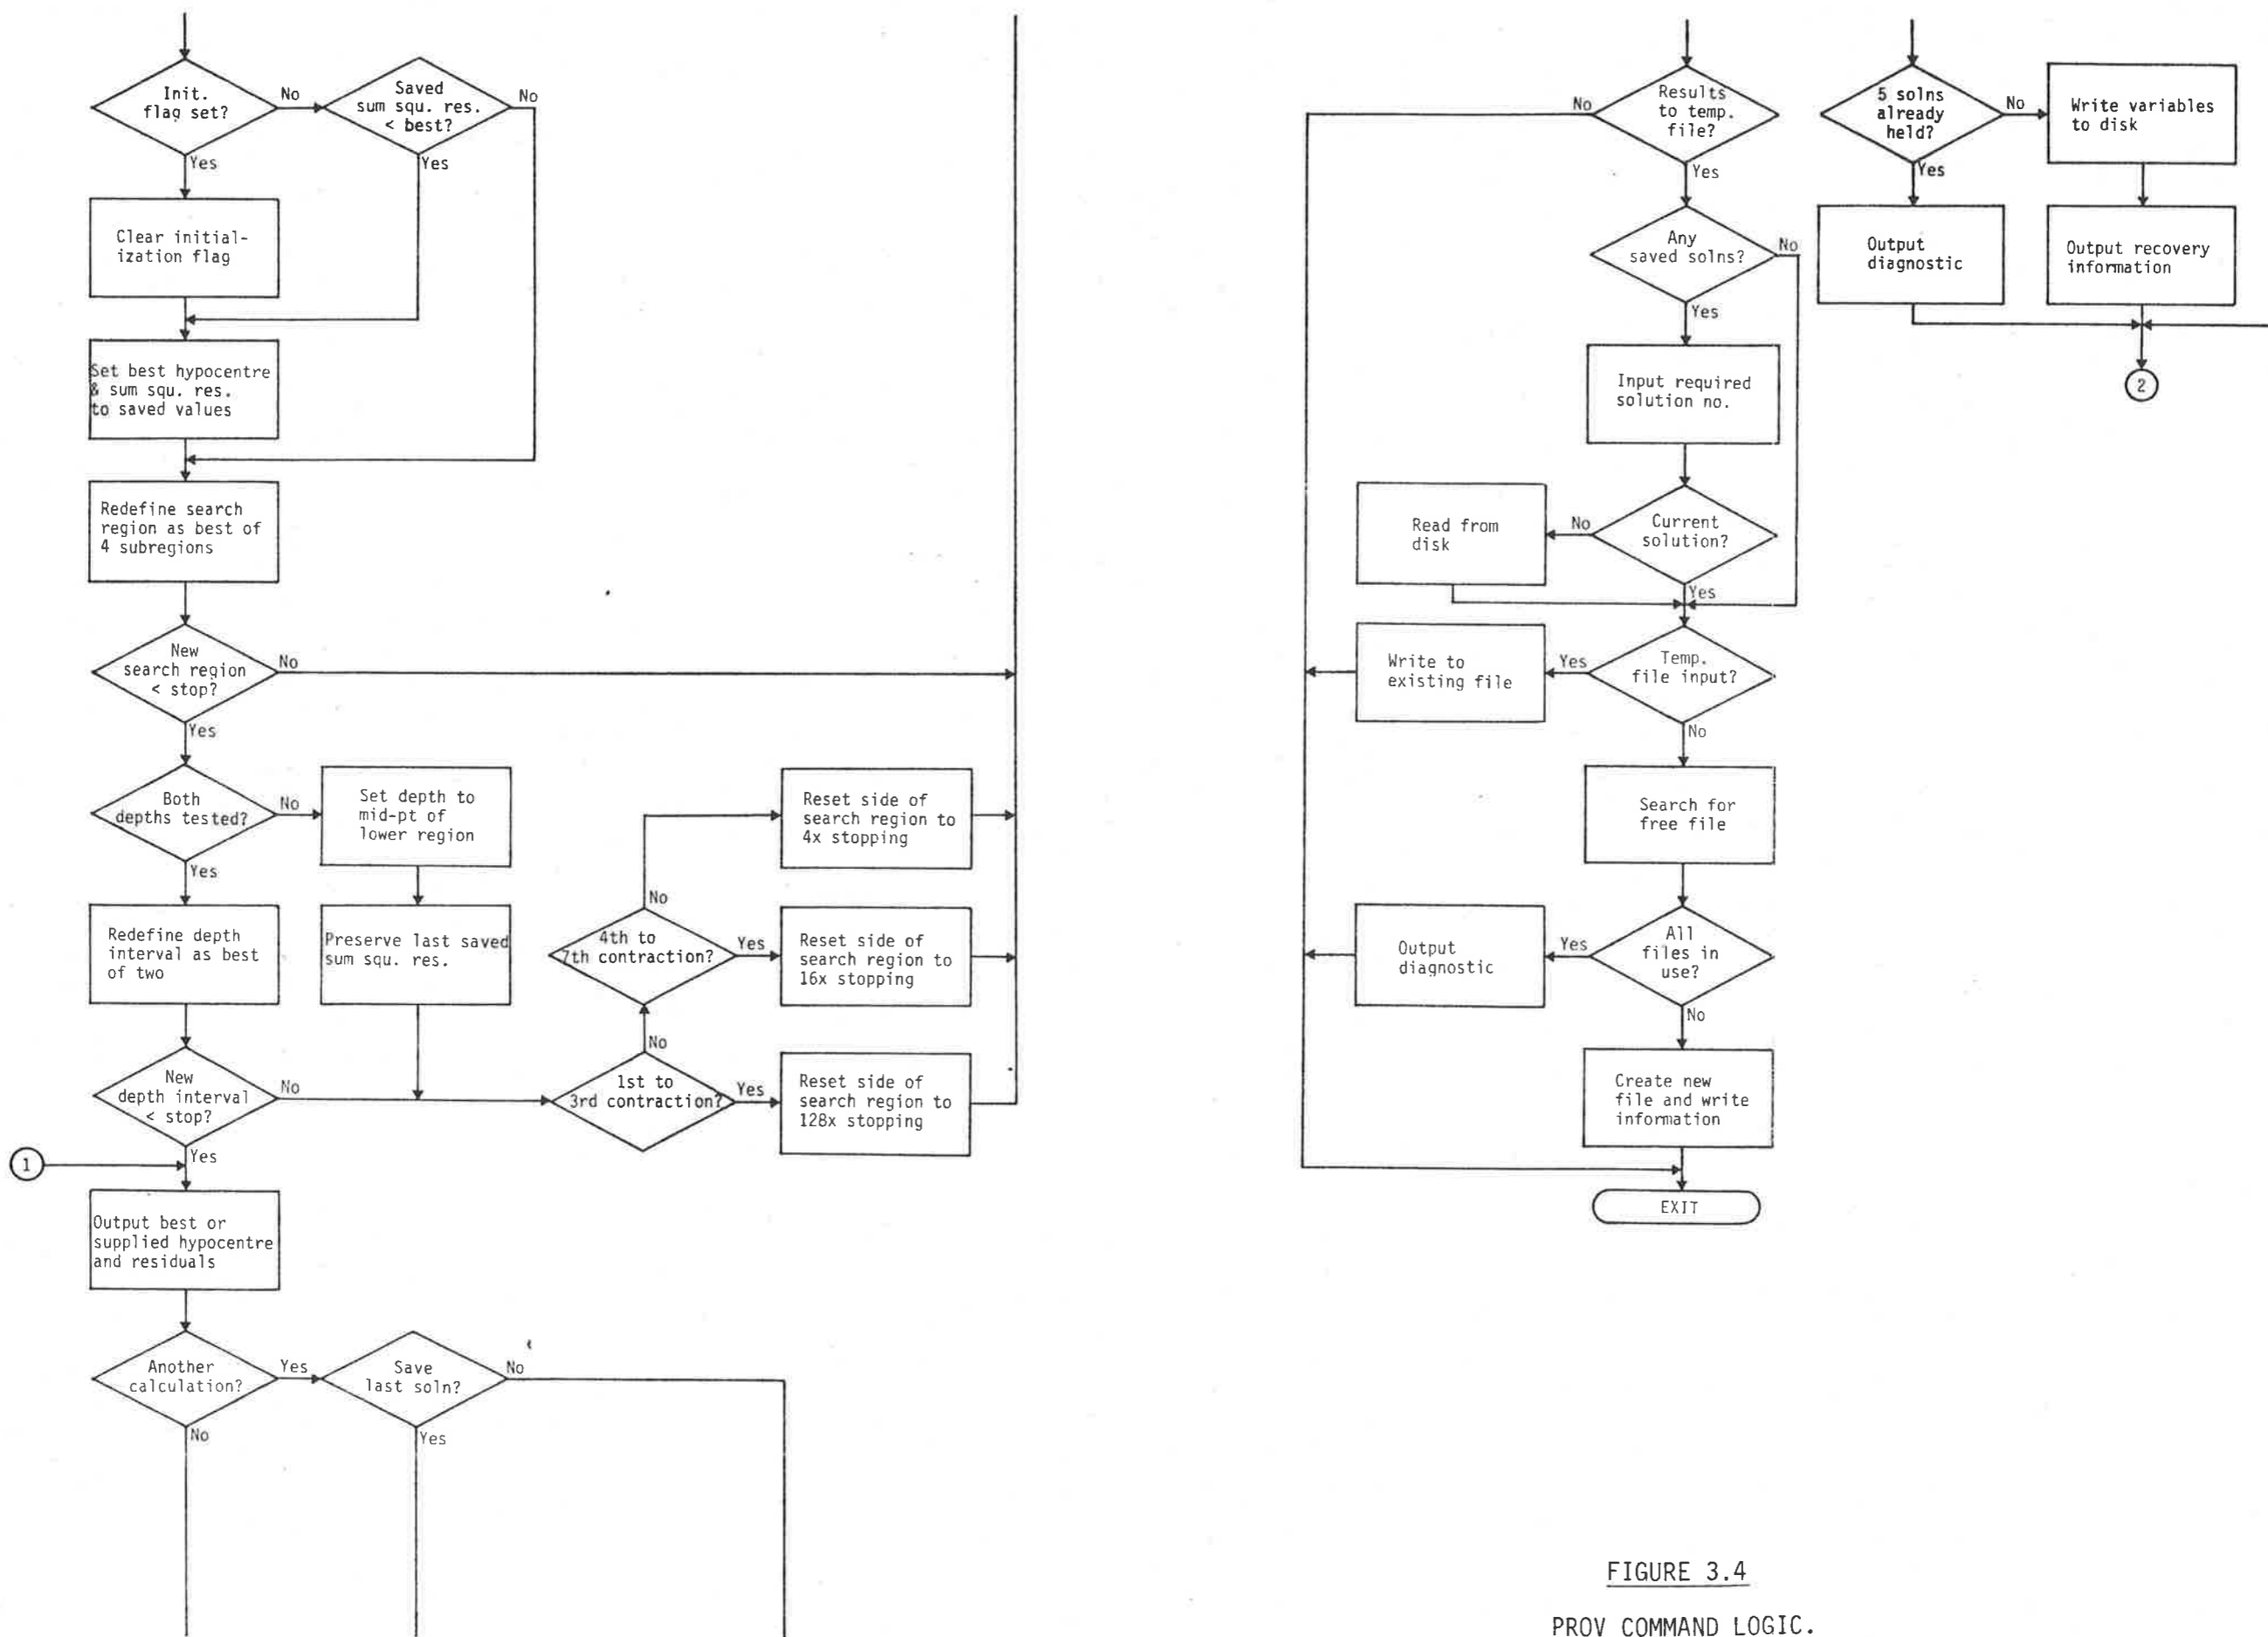 Init.
flag set?
No
Yes
Saved
sum squ. res.
< best?
No
Yes
Clear initial-
ization flag
Set best hypocentre
& sum squ. res.
to saved values
Redefine search
region as best of
4 subregions
New
search region
< stop?
No
Yes
Both
depths tested?
No
Yes
Set depth to
mid-pt of
lower region
Redefine depth
interval as best
of two
Preserve last saved
sum squ. res.
New
depth interval
< stop?
No
Yes
1st to
3rd contraction?
Yes
No
4th to
7th contraction?
Yes
No
Reset side of
search region to
4x stopping
Reset side of
search region to
16x stopping
Reset side of
search region to
128x stopping
1
Output best or
supplied hypocentre
and residuals
Another
calculation?
Yes
No
Save
last soln?
No
Yes
Results
to temp.
file?
No
Yes
Any
saved solns?
No
Yes
Input required
solution no.
Current
solution?
No
Yes
Read from
disk
Temp.
file input?
Yes
No
Write to
existing file
Search for
free file
All
files in
use?
Yes
No
Output
diagnostic
Create new
file and write
information
EXIT
5 solns
already
held?
No
Yes
Write variables
to disk
Output
diagnostic
Output recovery
information
2
FIGURE 3.4
PROV COMMAND LOGIC.